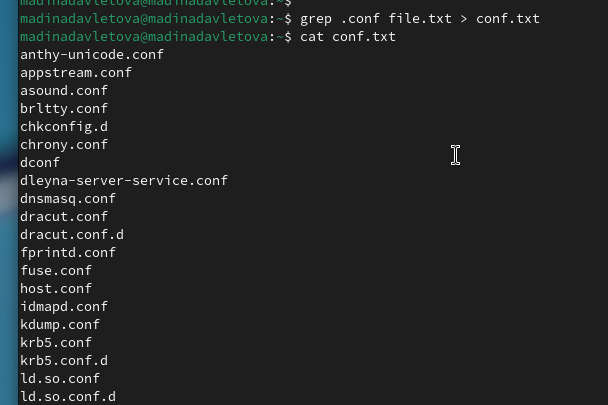 madinadavletova@madinadavletova:~$
madinadavletova@madinadavletova:~$ grep .conf file.txt > conf.txt
madinadavletova@madinadavletova:~$ cat conf.txt
anthy-unicode.conf
appstream.conf
asound.conf
brltty.conf
chkconfig.d
chrony.conf
dconf
dleyna-server-service.conf
dnsmasq.conf
dracut.conf
dracut.conf.d
fprintd.conf
fuse.conf
host.conf
idmapd.conf
kdump.conf
krb5.conf
krb5.conf.d
ld.so.conf
ld.so.conf.d